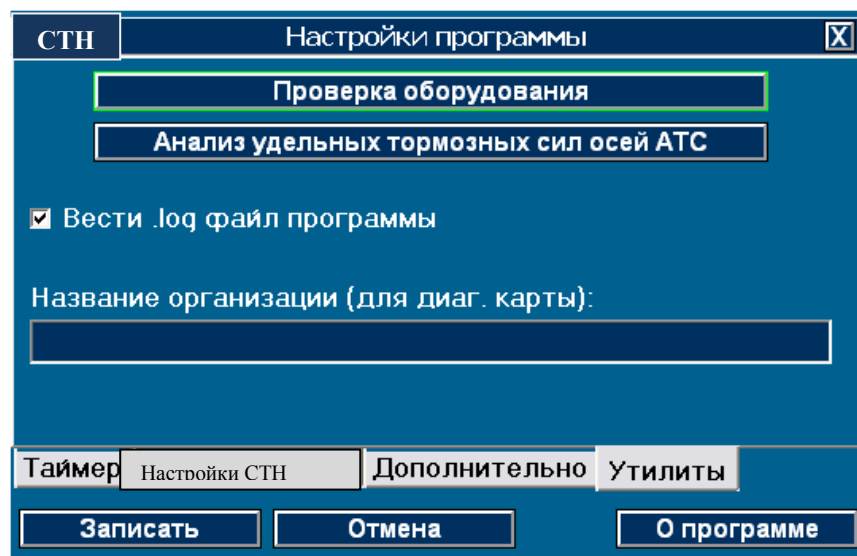 СТН
Настройки программы
X
Проверка оборудования
Анализ удельных тормозных сил осей АТС
Вести .log файл программы
Название организации (для диаг. карты):
Таймер
Настройки СТН
Дополнительно
Утилиты
Записать
Отмена
О программе